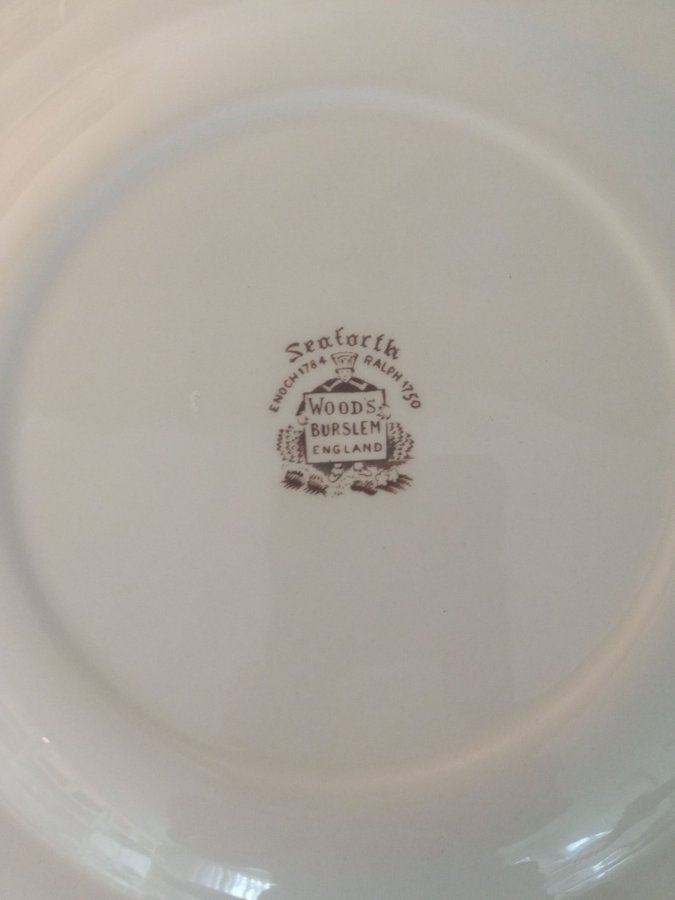 Seaforth
ENOCH 1784 RALPH 1750
WOOD'S
BURSLEM
ENGLAND